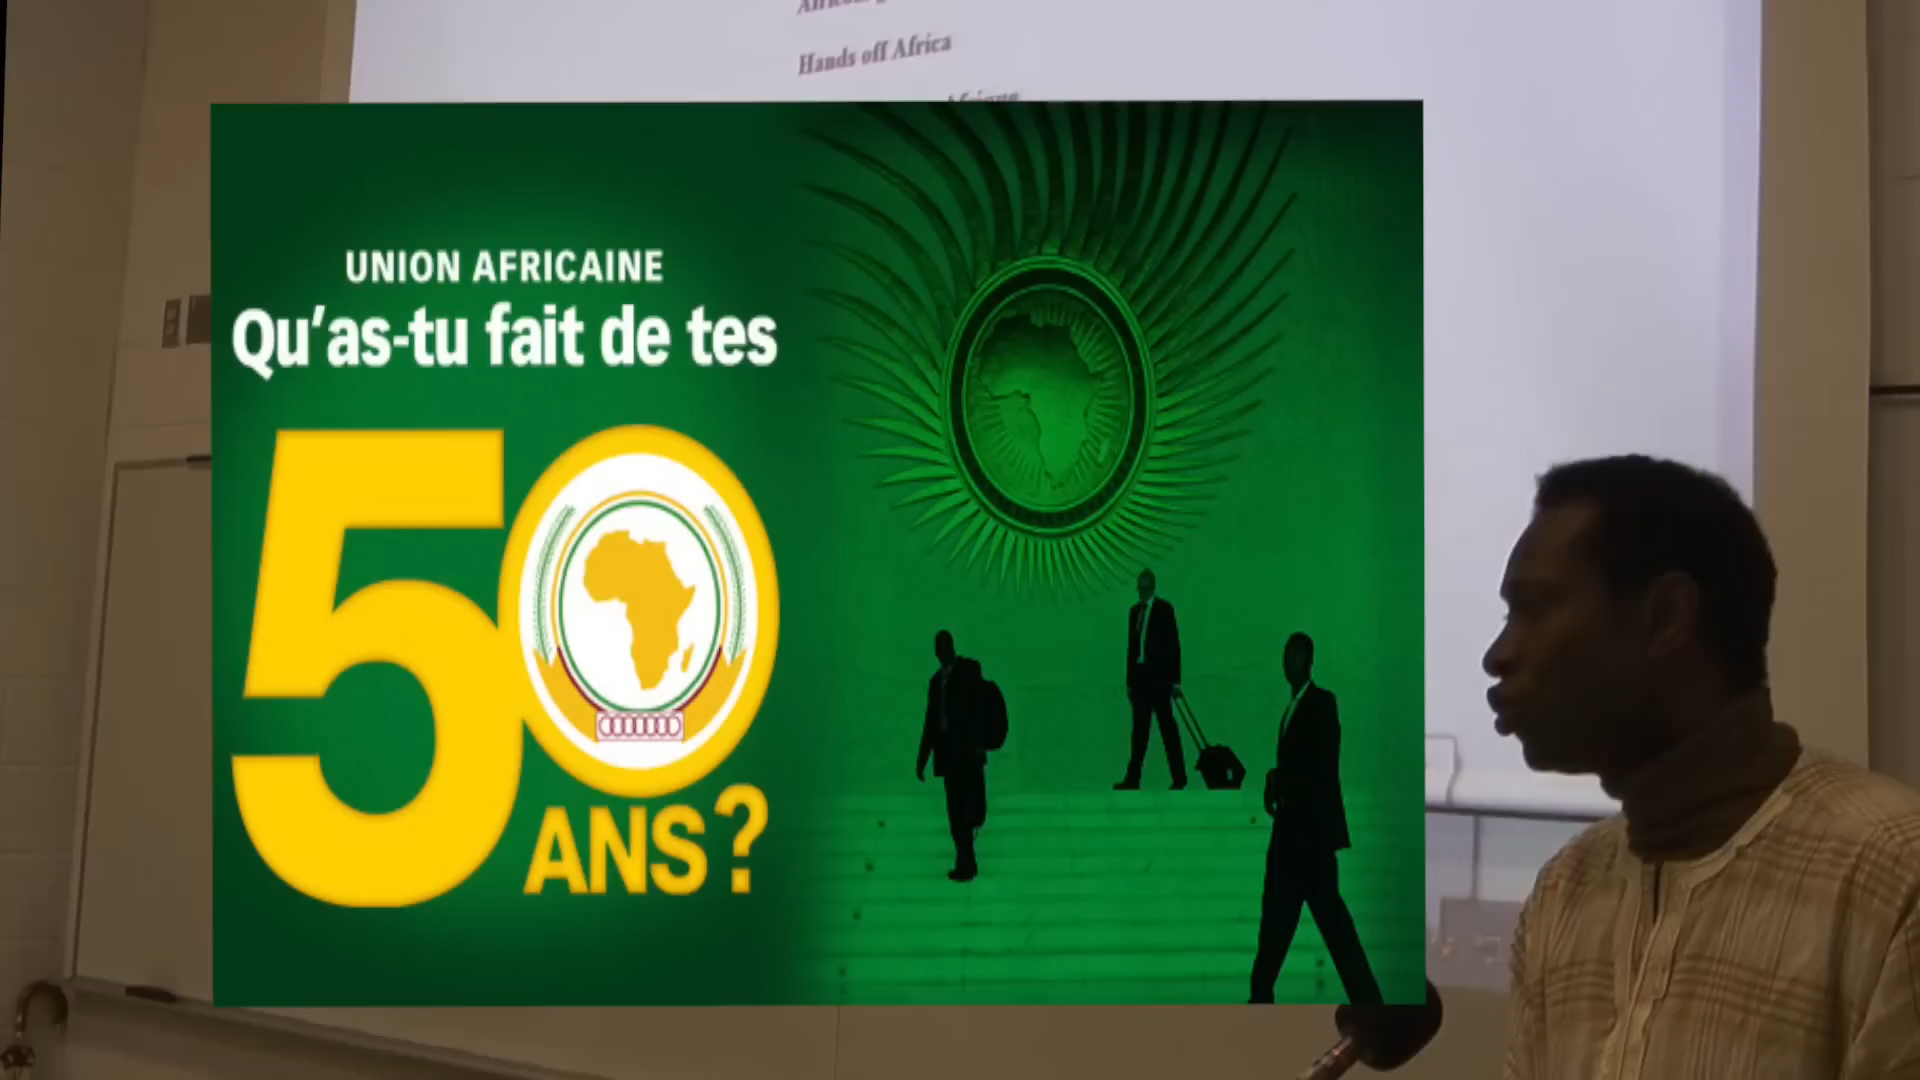 Hands off Africa
UNION AFRICAINE
Qu'as-tu fait de tes
50
ANS?